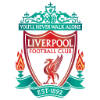 YOU'LL NEVER WALK ALONE
LIVERPOOL
FOOTBALL CLUB
EST·1892